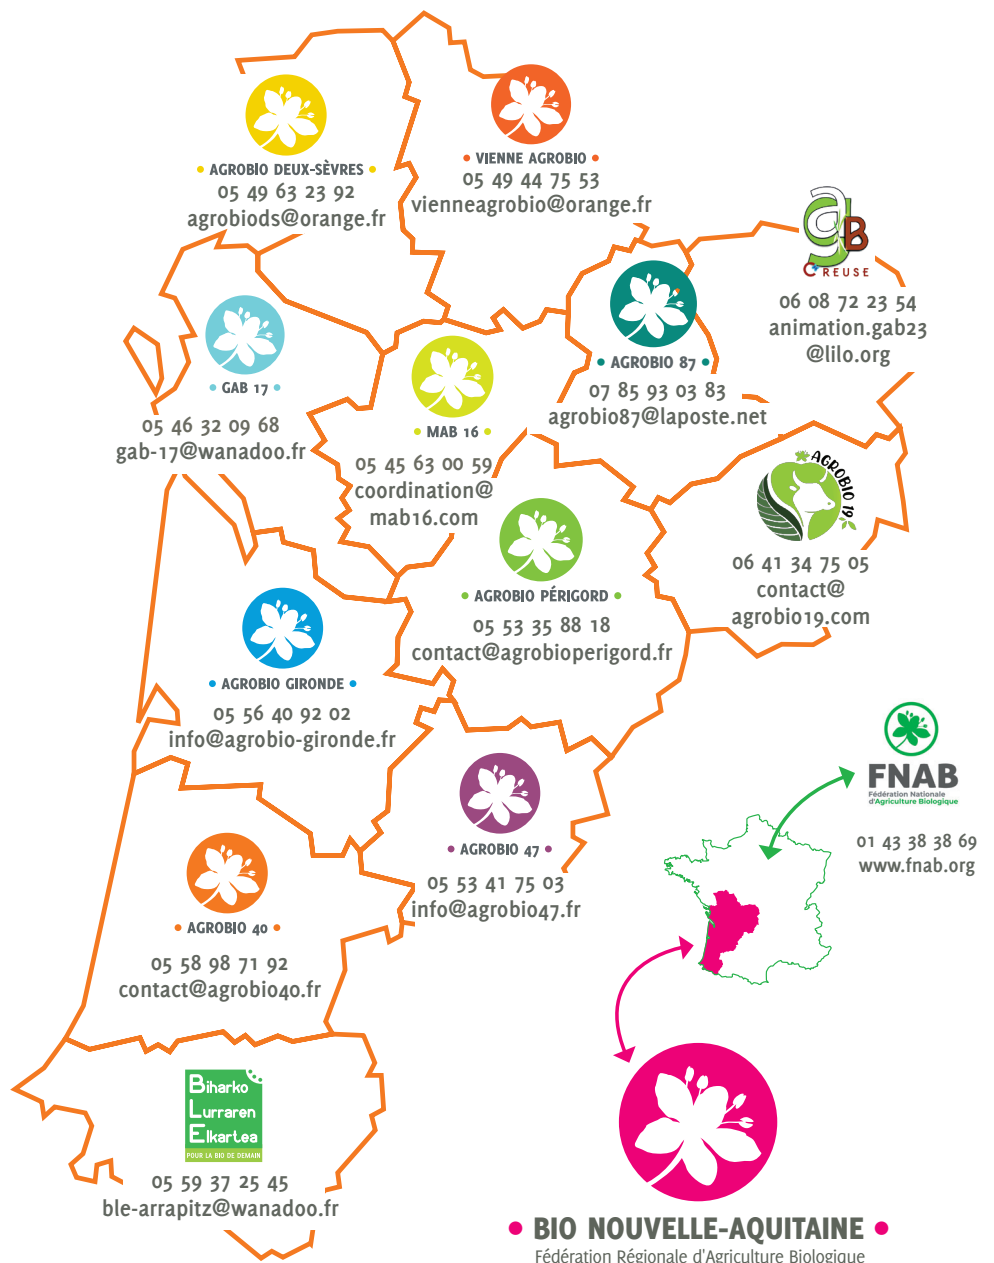 • AGROBIO DEUX-SÈVRES •
05 49 63 23 92
agrobiods@orange.fr
• VIENNE AGROBIO •
05 49 44 75 53
vienneagrobio@orange.fr
gaB
CREUSE
06 08 72 23 54
animation.gab23
@lilo.org
• GAB 17 •
05 46 32 09 68
gab-17@wanadoo.fr
• MAB 16 •
05 45 63 00 59
coordination@
mab16.com
• AGROBIO 87 •
07 85 93 03 83
agrobio87@laposte.net
AGROBIO 19
06 41 34 75 05
contact@
agrobio19.com
• AGROBIO PÉRIGORD •
05 53 35 88 18
contact@agrobioperigord.fr
• AGROBIO GIRONDE •
05 56 40 92 02
info@agrobio-gironde.fr
• AGROBIO 47 •
05 53 41 75 03
info@agrobio47.fr
FNAB
Fédération Nationale
d'Agriculture Biologique
01 43 38 38 69
www.fnab.org
• AGROBIO 40 •
05 58 98 71 92
contact@agrobio40.fr
Biharko
Lurraren
Elkartea
POUR LA BIO DE DEMAIN
05 59 37 25 45
ble-arrapitz@wanadoo.fr
• BIO NOUVELLE-AQUITAINE •
Fédération Régionale d'Agriculture Biologique